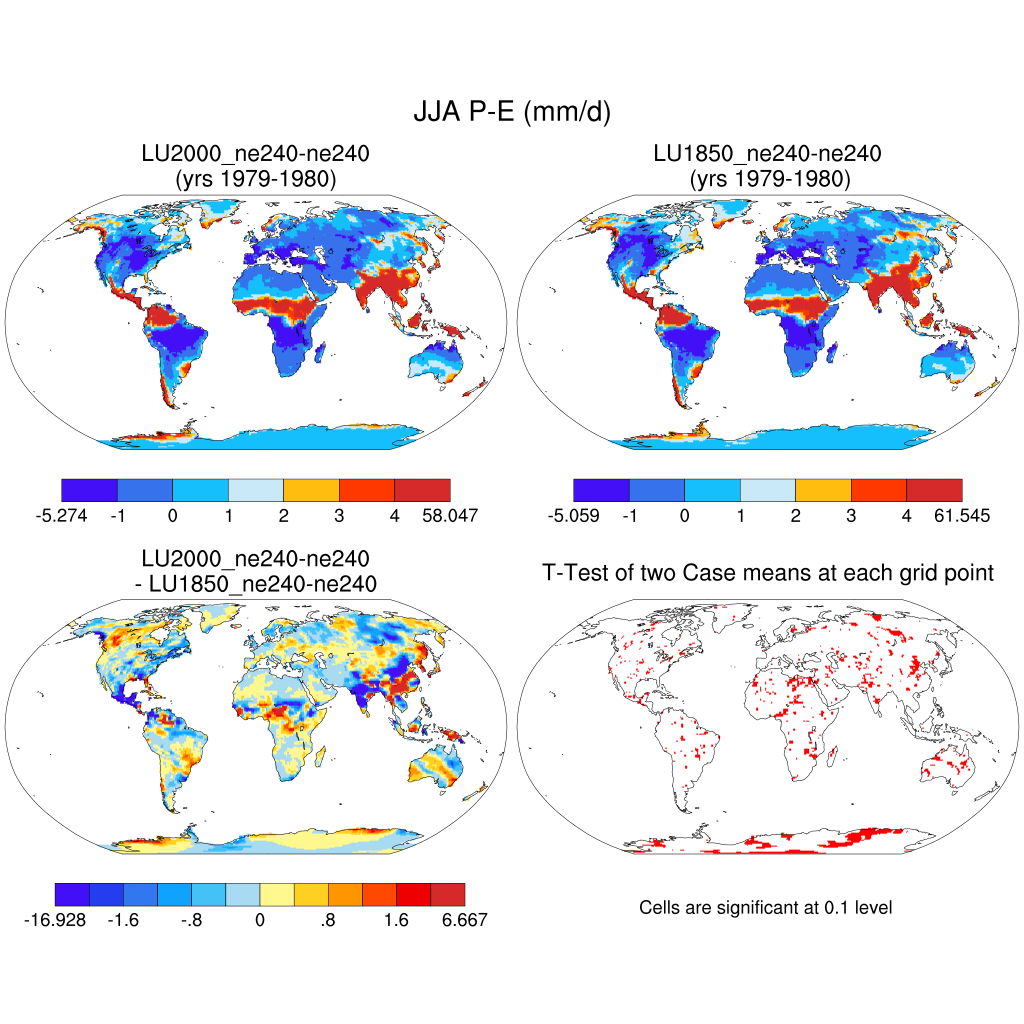 JJA P-E (mm/d)
LU2000_ne240-ne240
(yrs 1979-1980)
LU1850_ne240-ne240
(yrs 1979-1980)
-5.274 -1 0 1 2 3 4 58.047
-5.059 -1 0 1 2 3 4 61.545
LU2000_ne240-ne240
- LU1850_ne240-ne240
T-Test of two Case means at each grid point
-16.928 -1.6 -.8 0 .8 1.6 6.667
Cells are significant at 0.1 level